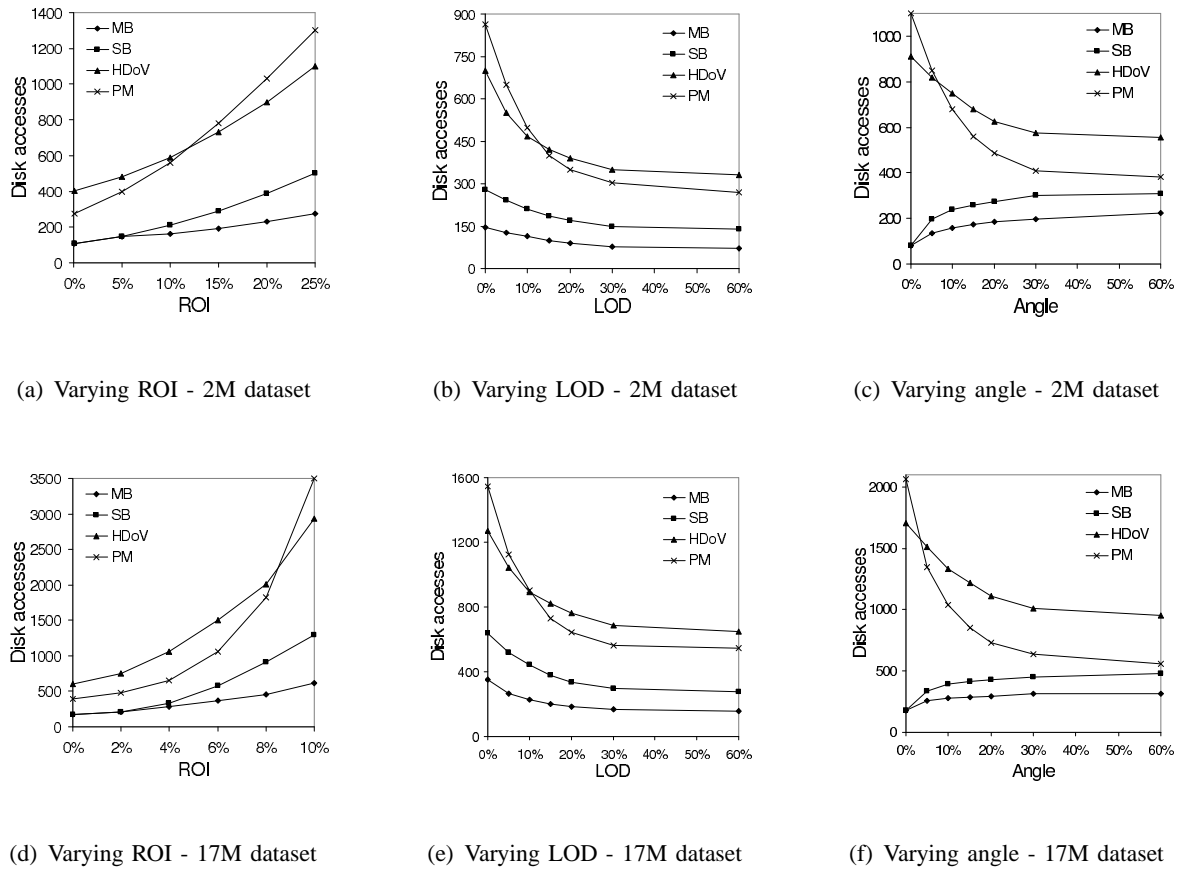 1400
1200
1000
800
600
400
200
0
Disk accesses
MB
SB
HDoV
PM
0% 5% 10% 15% 20% 25%
ROI
900
750
600
450
300
150
0
Disk accesses
MB
SB
HDoV
PM
0% 10% 20% 30% 40% 50% 60%
LOD
1000
800
600
400
200
0
Disk accesses
MB
SB
HDoV
PM
0% 10% 20% 30% 40% 50% 60%
Angle
(a) Varying ROI - 2M dataset
(b) Varying LOD - 2M dataset
(c) Varying angle - 2M dataset
3500
3000
2500
2000
1500
1000
500
0
Disk accesses
MB
SB
HDoV
PM
0% 2% 4% 6% 8% 10%
ROI
1600
1200
800
400
0
Disk accesses
MB
SB
HDoV
PM
0% 10% 20% 30% 40% 50% 60%
LOD
2000
1500
1000
500
0
Disk accesses
MB
SB
HDoV
PM
0% 10% 20% 30% 40% 50% 60%
Angle
(d) Varying ROI - 17M dataset
(e) Varying LOD - 17M dataset
(f) Varying angle - 17M dataset